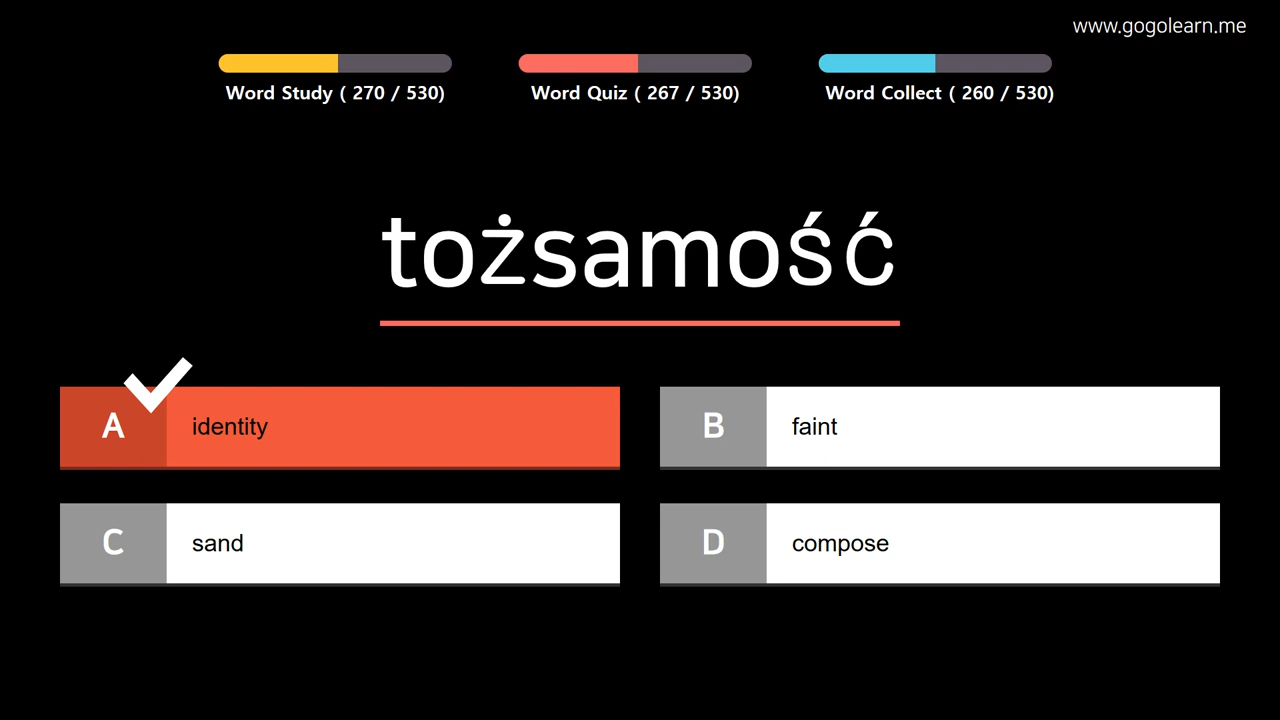 www.gogolearn.me
Word Study ( 270 / 530)
Word Quiz ( 267 / 530)
Word Collect ( 260 / 530)
tożsamość
A identity
B faint
C sand
D compose